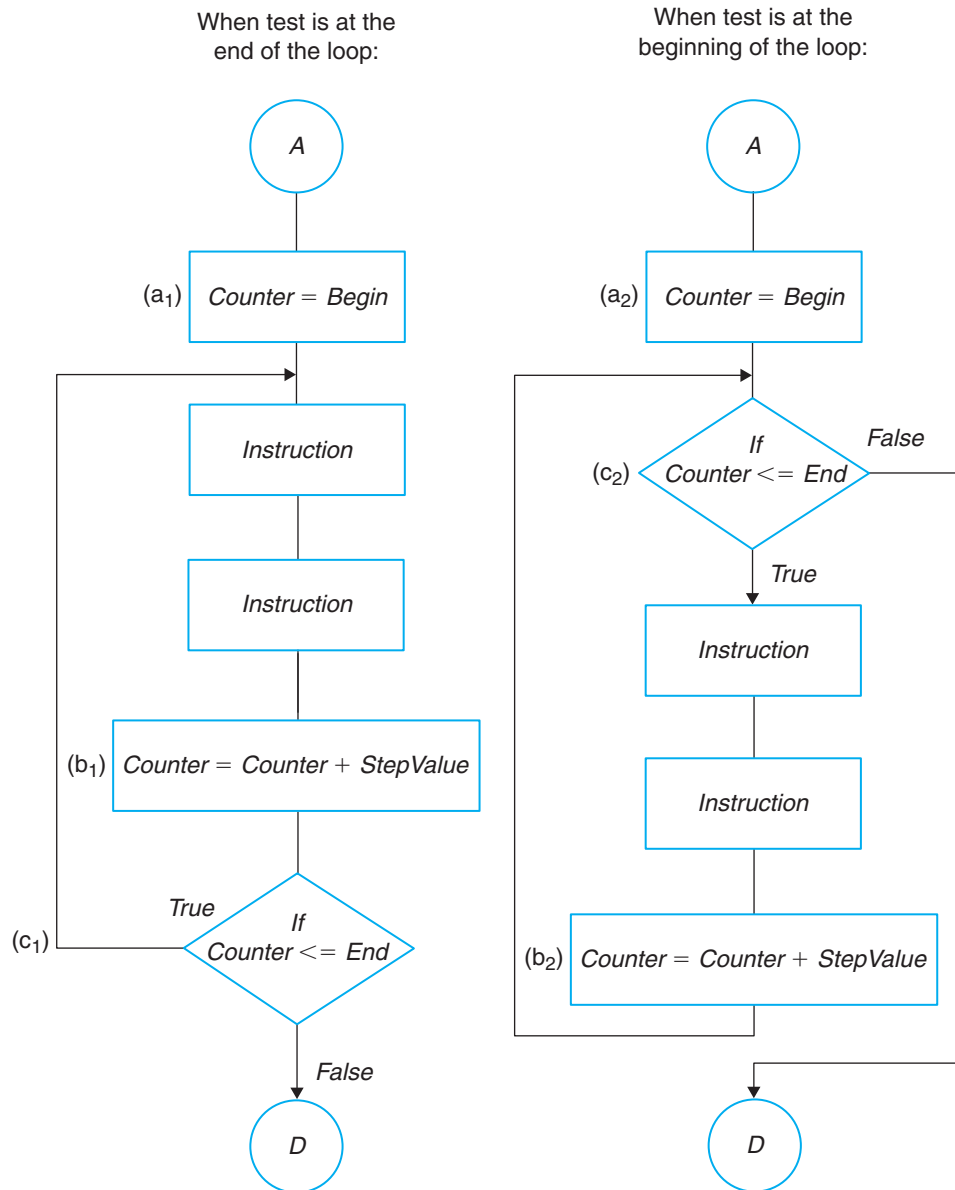 When test is at the
end of the loop:
A
(a1) Counter = Begin
Instruction
Instruction
(b1) Counter = Counter + StepValue
True
If
(c1) Counter <= End
False
D
When test is at the
beginning of the loop:
A
(a2) Counter = Begin
If
False
(c2) Counter <= End
True
Instruction
Instruction
(b2) Counter = Counter + StepValue
D